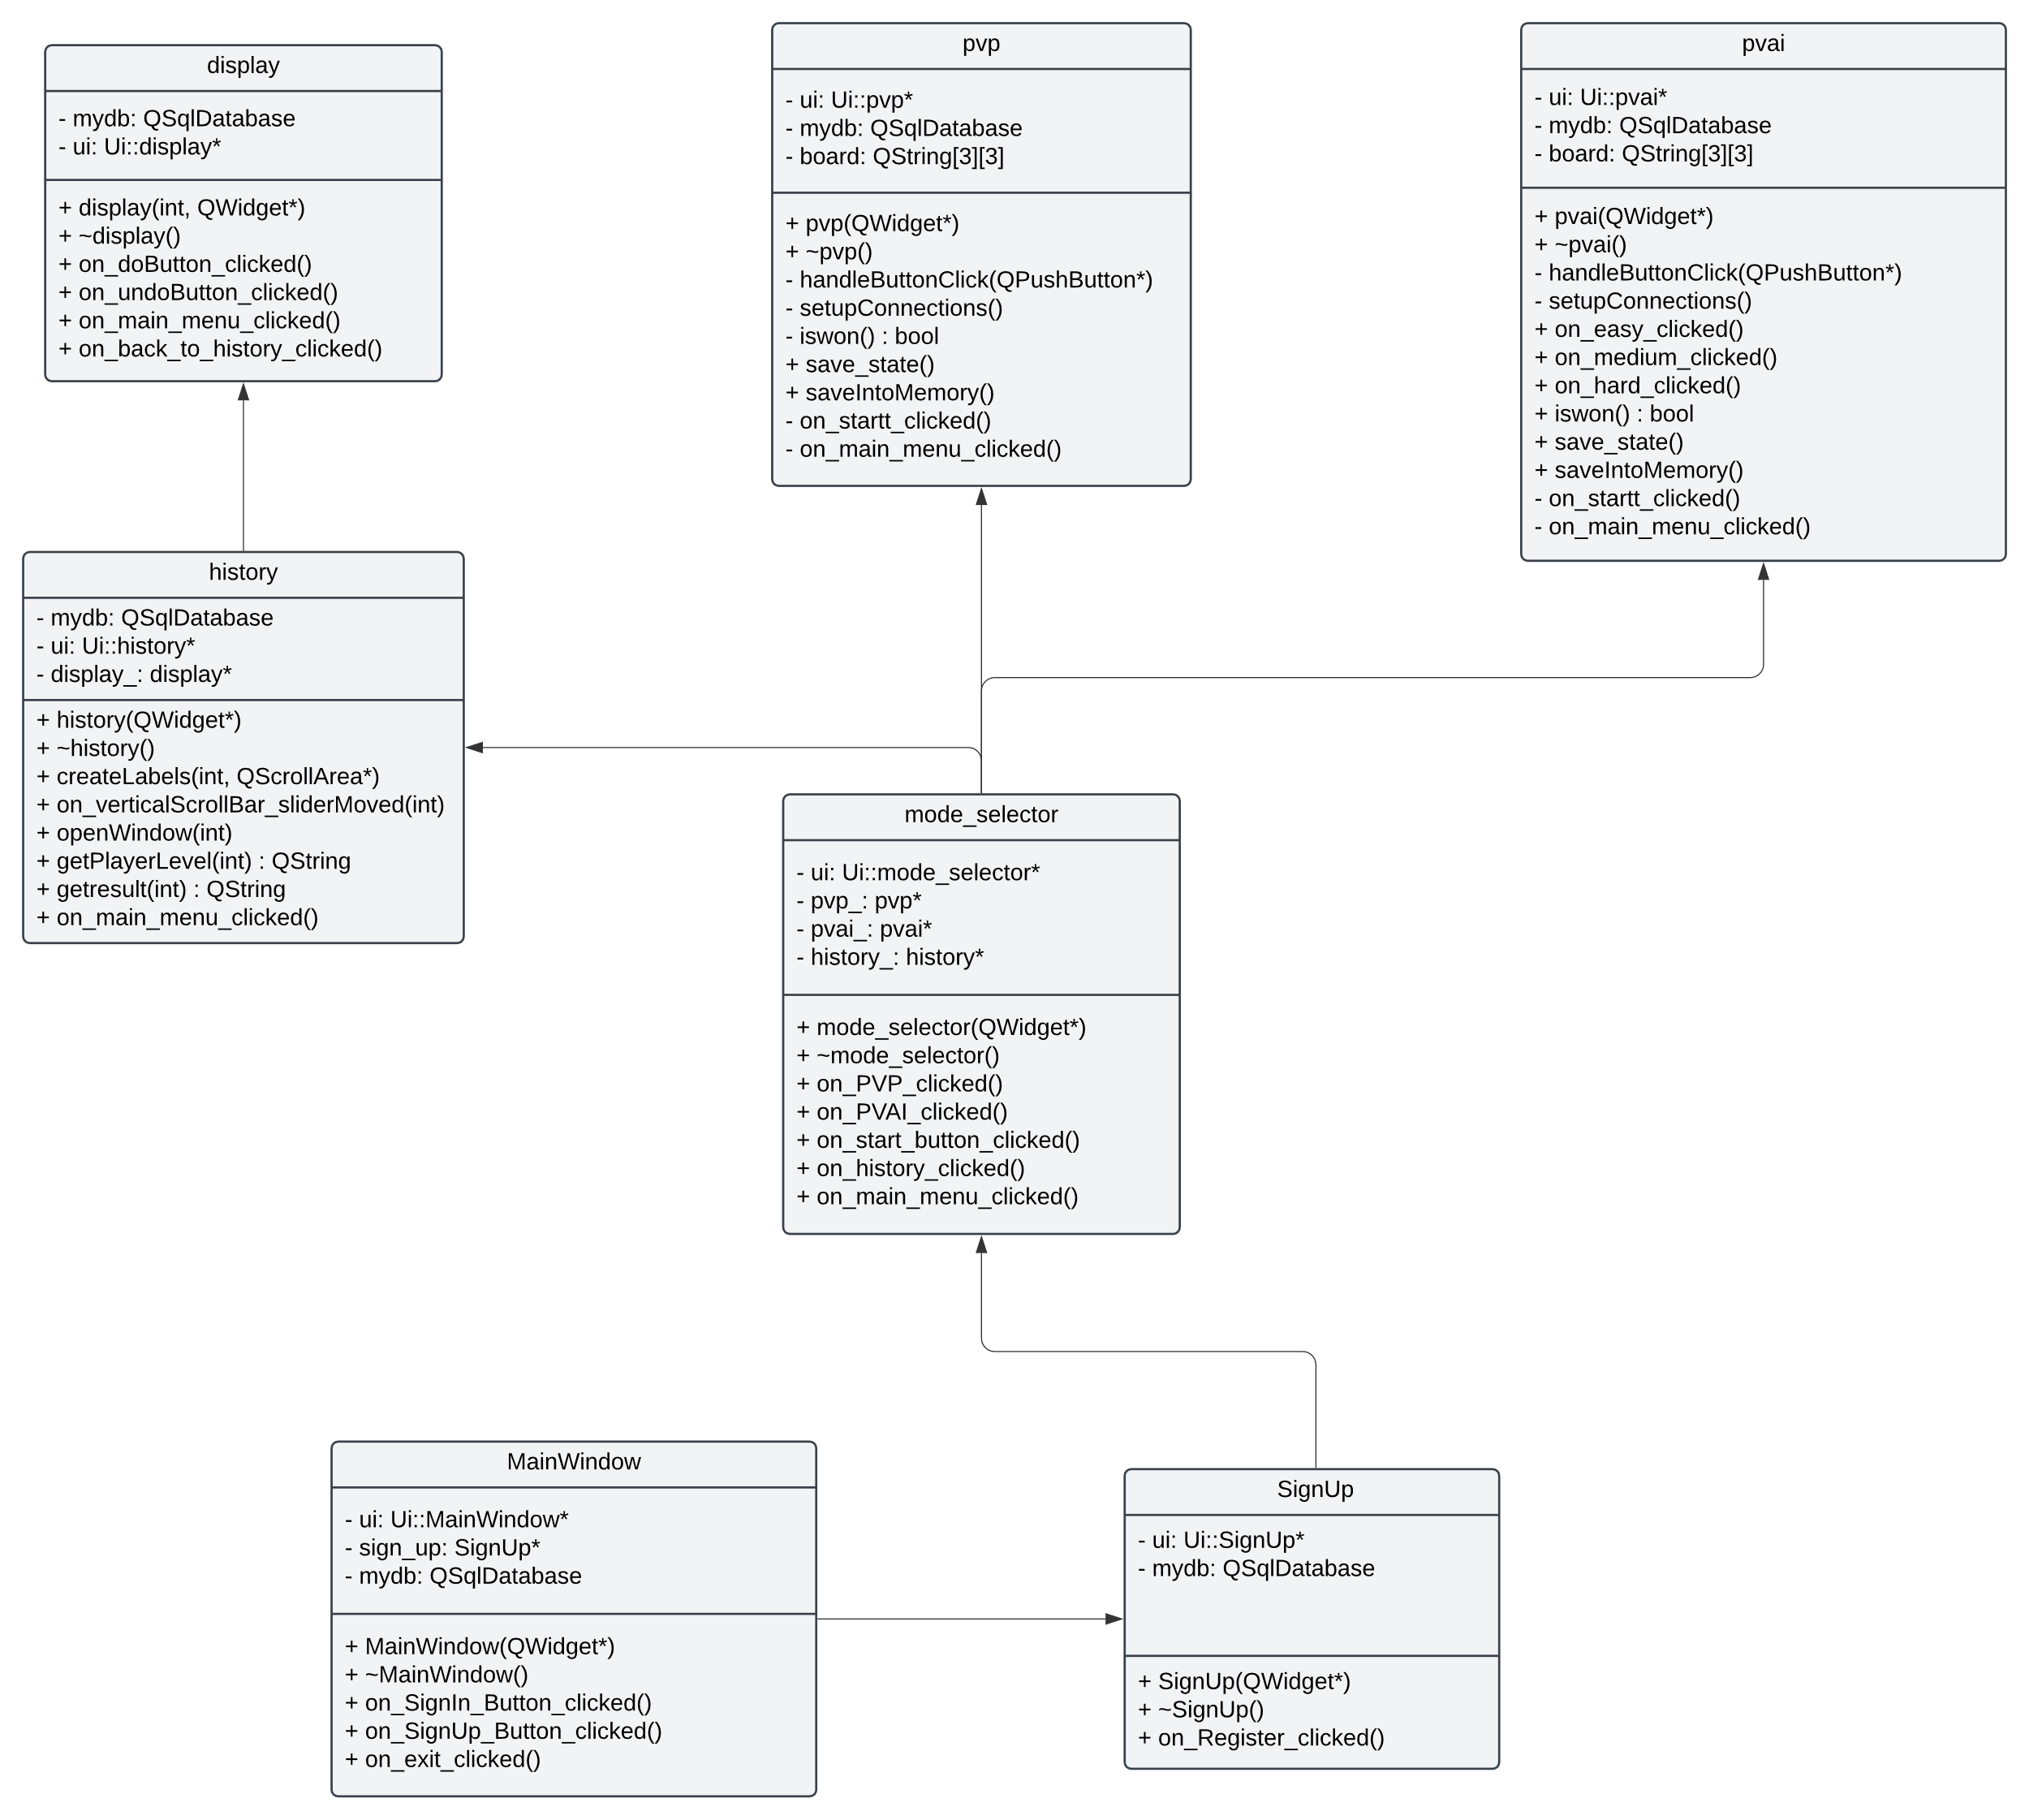 display
- mydb: QSqlDatabase
- ui: Ui::display*
+ display(int, QWidget*)
+ ~display()
+ on_doButton_clicked()
+ on_undoButton_clicked()
+ on_main_menu_clicked()
+ on_back_to_history_clicked()
pvp
- ui: Ui::pvp*
- mydb: QSqlDatabase
- board: QString[3][3]
+ pvp(QWidget*)
+ ~pvp()
- handleButtonClick(QPushButton*)
- setupConnections()
- iswon() : bool
+ save_state()
+ saveIntoMemory()
- on_startt_clicked()
- on_main_menu_clicked()
pvai
- ui: Ui::pvai*
- mydb: QSqlDatabase
- board: QString[3][3]
+ pvai(QWidget*)
+ ~pvai()
- handleButtonClick(QPushButton*)
- setupConnections()
+ on_easy_clicked()
+ on_medium_clicked()
+ on_hard_clicked()
+ iswon() : bool
+ save_state()
+ saveIntoMemory()
- on_startt_clicked()
- on_main_menu_clicked()
history
- mydb: QSqlDatabase
- ui: Ui::history*
- display_: display*
+ history(QWidget*)
+ ~history()
+ createLabels(int, QScrollArea*)
+ on_verticalScrollBar_sliderMoved(int)
+ openWindow(int)
+ getPlayerLevel(int) : QString
+ getresult(int) : QString
+ on_main_menu_clicked()
mode_selector
- ui: Ui::mode_selector*
- pvp_: pvp*
- pvai_: pvai*
- history_: history*
+ mode_selector(QWidget*)
+ ~mode_selector()
+ on_PVP_clicked()
+ on_PVAI_clicked()
+ on_start_button_clicked()
+ on_history_clicked()
+ on_main_menu_clicked()
MainWindow
- ui: Ui::MainWindow*
- sign_up: SignUp*
- mydb: QSqlDatabase
+ MainWindow(QWidget*)
+ ~MainWindow()
+ on_SignIn_Button_clicked()
+ on_SignUp_Button_clicked()
+ on_exit_clicked()
SignUp
- ui: Ui::SignUp*
- mydb: QSqlDatabase
+ SignUp(QWidget*)
+ ~SignUp()
+ on_Register_clicked()